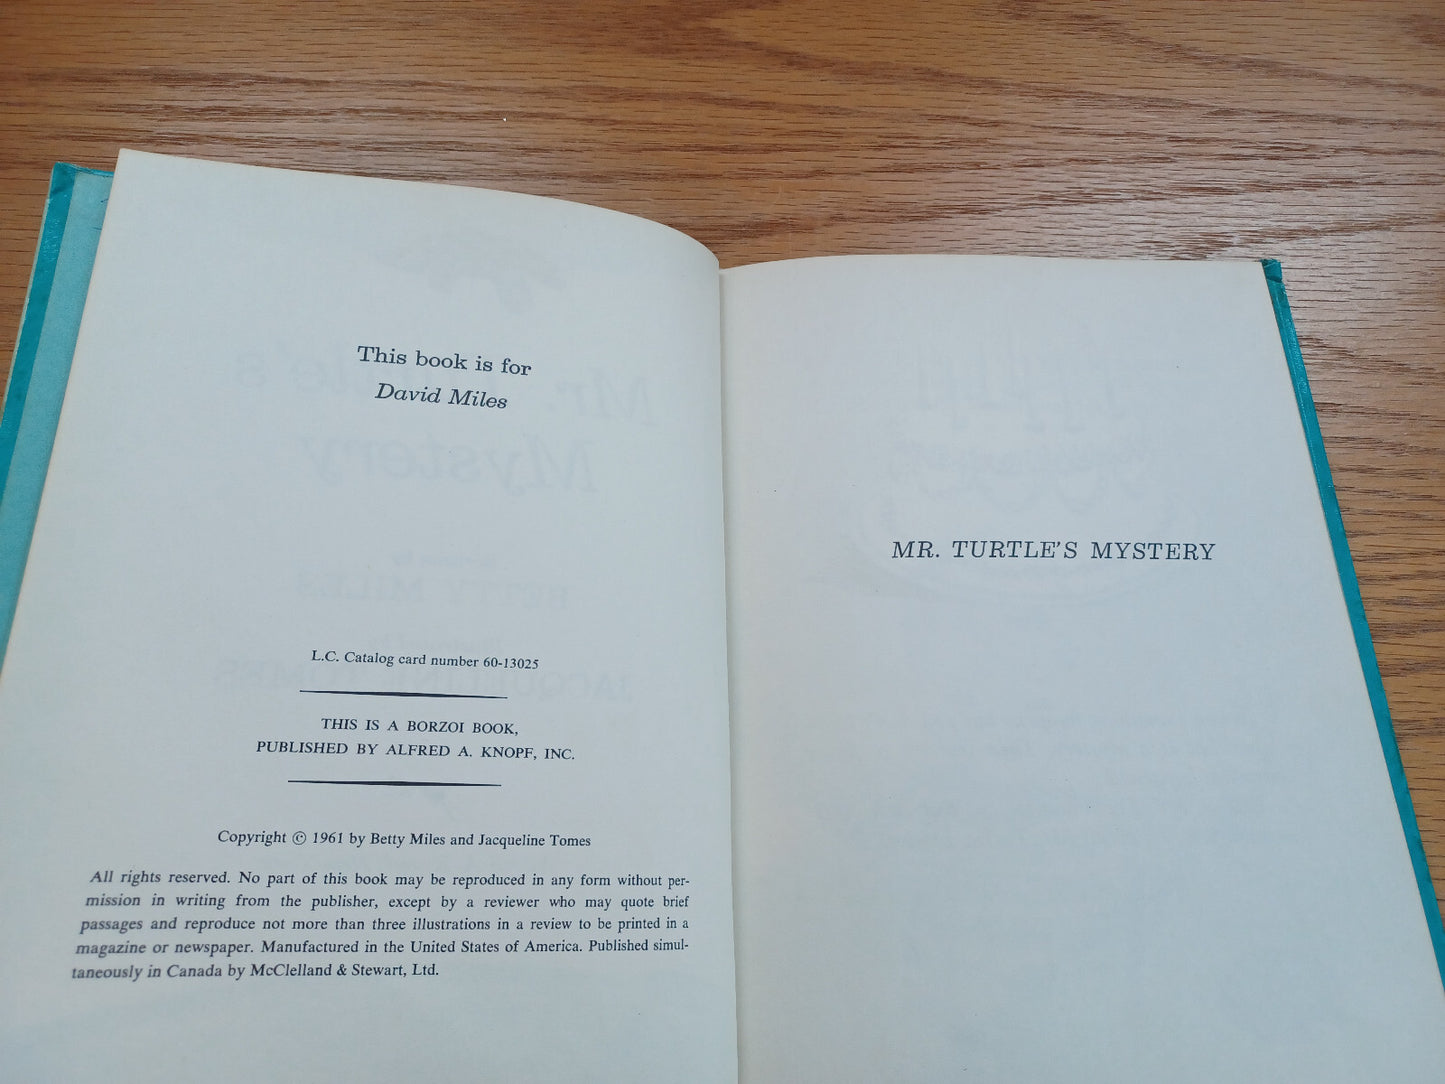 This book is for
David Miles
L.C. Catalog card number 60-13025
THIS IS A BORZOI BOOK,
PUBLISHED BY ALFRED A. KNOPF, INC.
Copyright © 1961 by Betty Miles and Jacqueline Tomes
All rights reserved. No part of this book may be reproduced in any form without per-
mission in writing from the publisher, except by a reviewer who may quote brief
passages and reproduce not more than three illustrations in a review to be printed in a
magazine or newspaper. Manufactured in the United States of America. Published simul-
taneously in Canada by McClelland & Stewart, Ltd.
MR. TURTLE'S MYSTERY